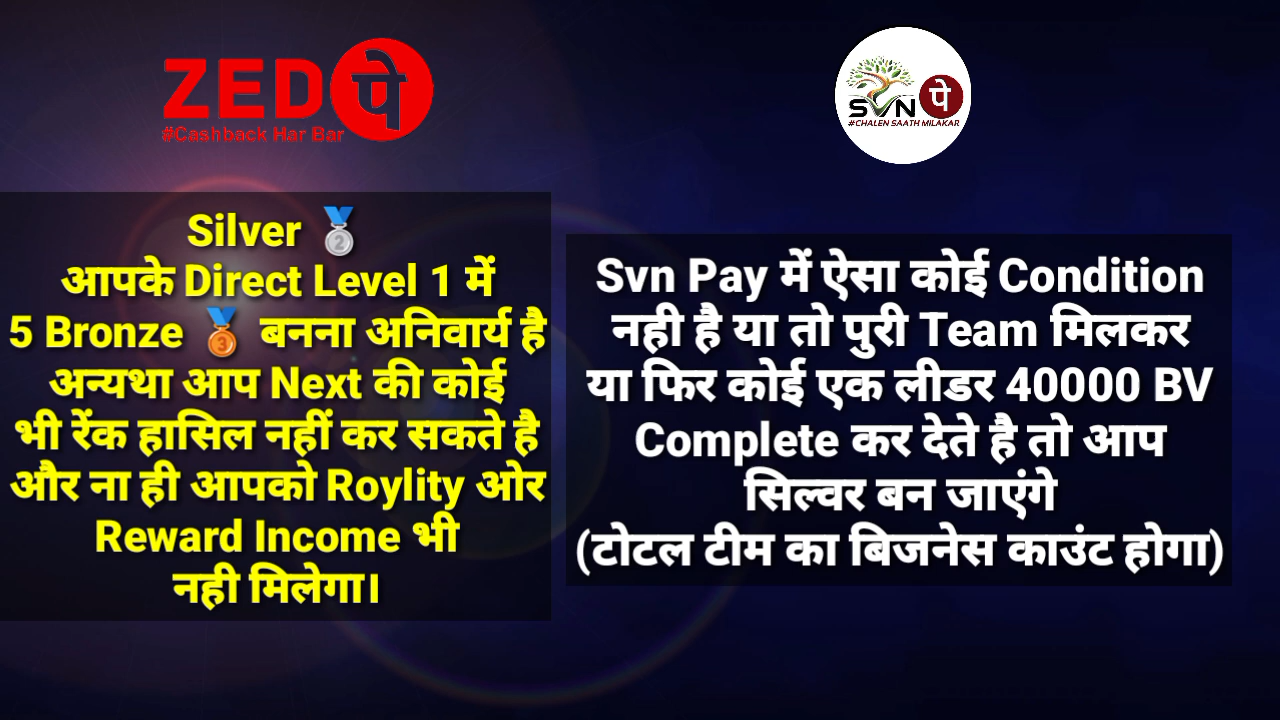 ZED पे
#Cashback Har Bar
SVN पे
#CHALEN SAATH MILAKAR
Silver 🥈
आपके Direct Level 1 में
5 Bronze 🥉 बनना अनिवार्य है
अन्यथा आप Next की कोई
भी रेंक हासिल नहीं कर सकते है
और ना ही आपको Roylity ओर
Reward Income भी
नही मिलेगा।
Svn Pay में ऐसा कोई Condition
नही है या तो पुरी Team मिलकर
या फिर कोई एक लीडर 40000 BV
Complete कर देते है तो आप
सिल्वर बन जाएंगे
(टोटल टीम का बिजनेस काउंट होगा)